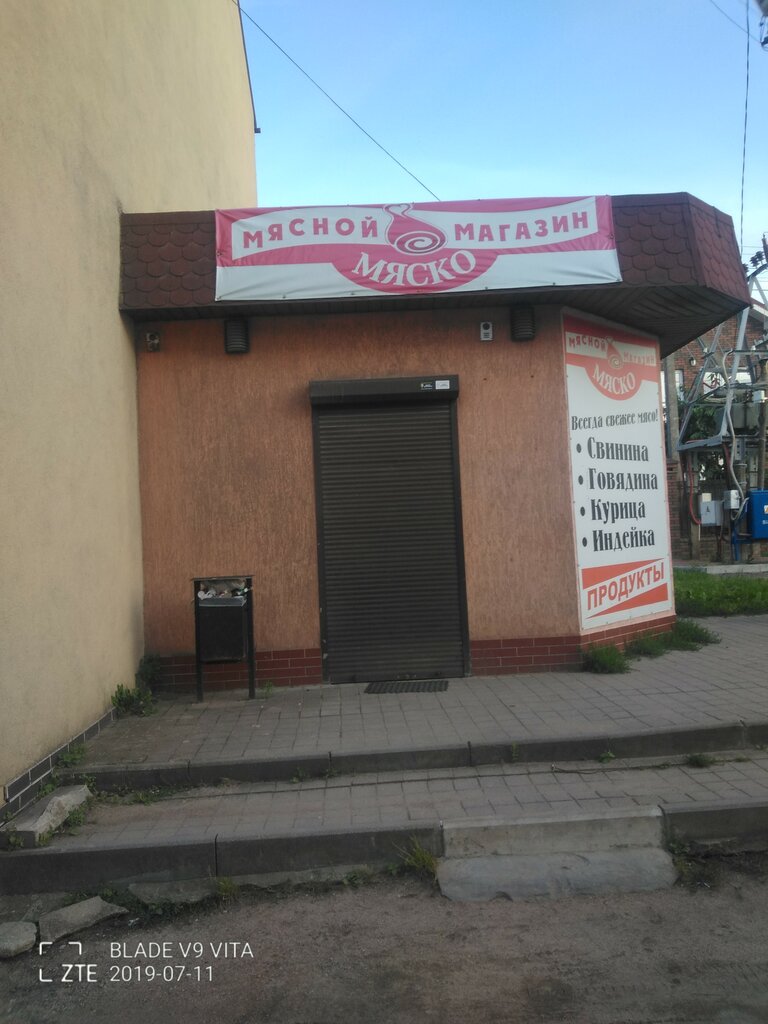 МЯСНОЙ МАГАЗИН
МЯСКО
МЯСНОЙ МАГАЗИН
МЯСКО
Всегда свежее мясо!
• Свинина
• Говядина
• Курица
• Индейка
ПРОДУКТЫ
BLADE V9 VITA
ZTE 2019-07-11